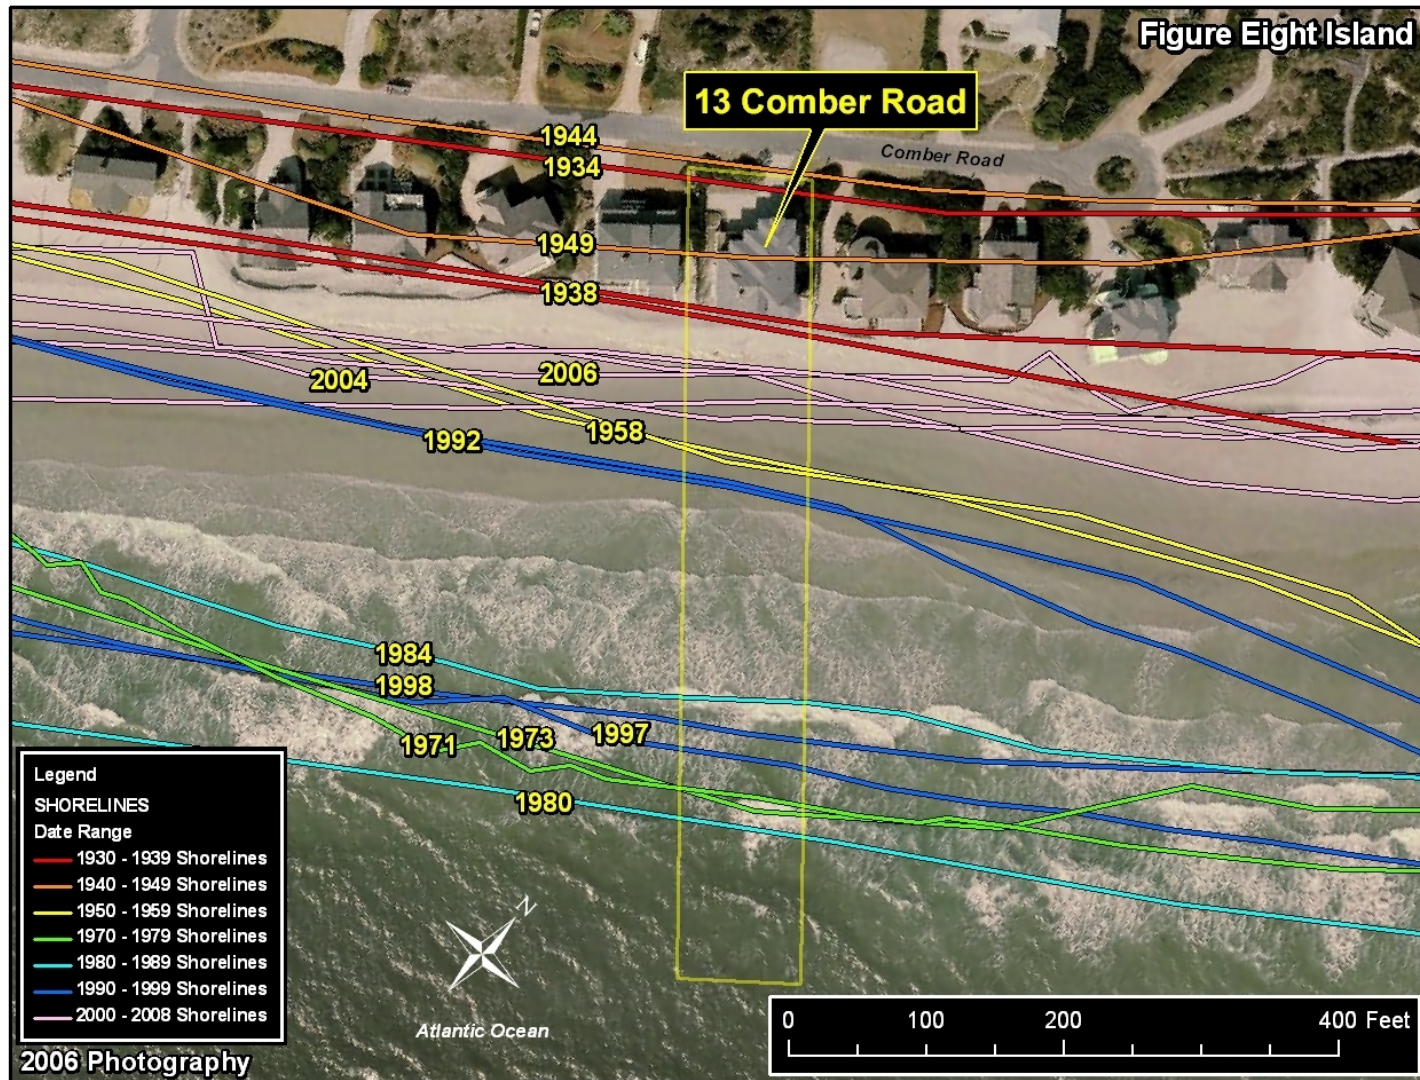 Figure Eight Island
13 Comber Road
Comber Road
1944
1934
1949
1938
2004
2006
1958
1992
1984
1998
1971
1973
1997
1980
Legend
SHORELINES
Date Range
1930 - 1939 Shorelines
1940 - 1949 Shorelines
1950 - 1959 Shorelines
1970 - 1979 Shorelines
1980 - 1989 Shorelines
1990 - 1999 Shorelines
2000 - 2008 Shorelines
2006 Photography
N
Atlantic Ocean
0 100 200 400 Feet